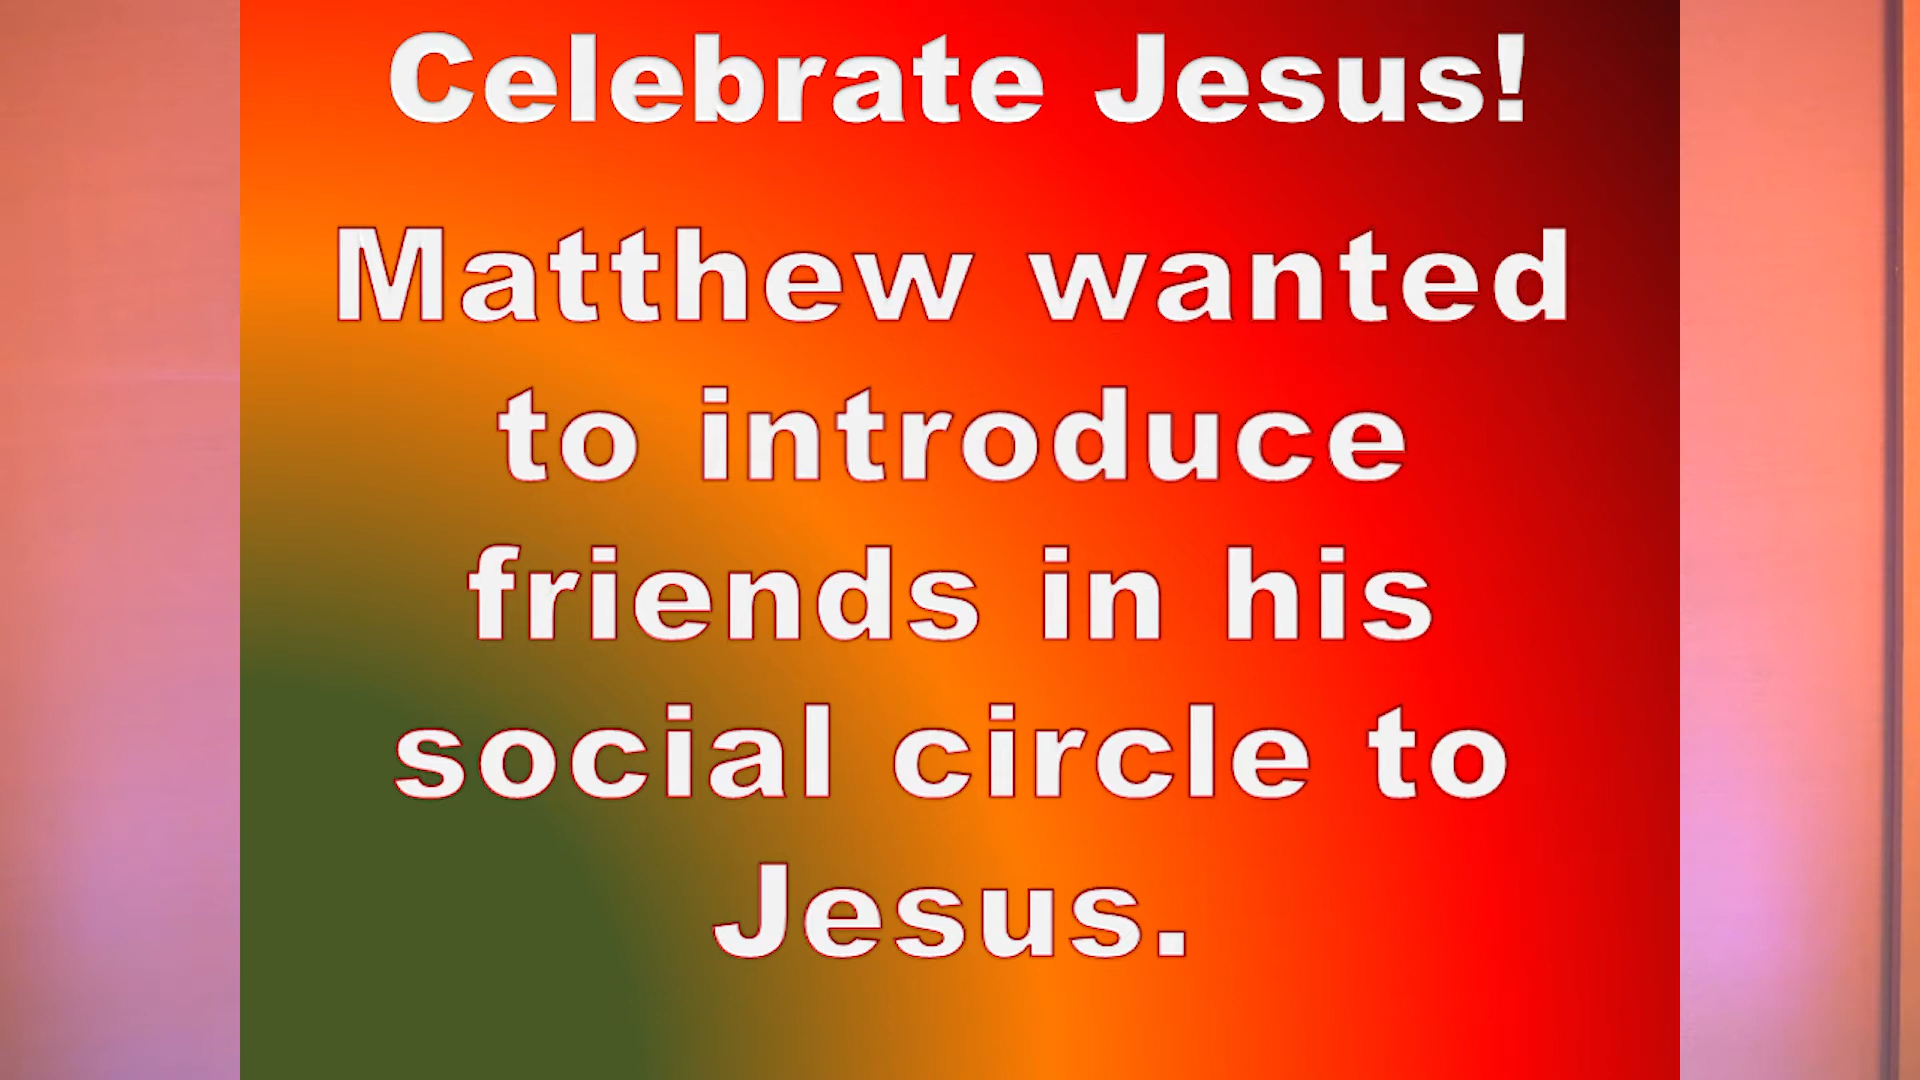 Celebrate Jesus!
Matthew wanted
to introduce
friends in his
social circle to
Jesus.